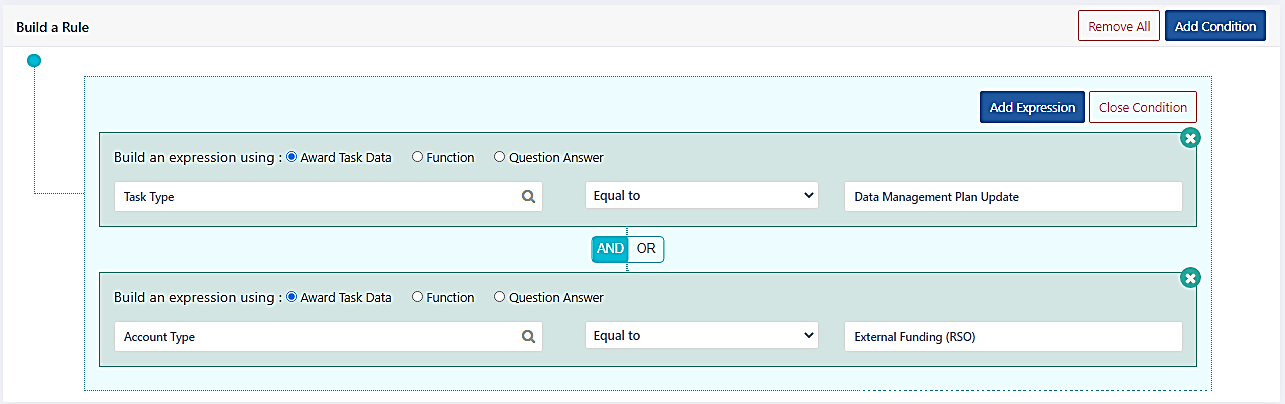 Build a Rule
Remove All Add Condition
Add Expression Close Condition
Build an expression using : Award Task Data Function Question Answer
Task Type Equal to Data Management Plan Update
AND OR
Build an expression using : Award Task Data Function Question Answer
Account Type Equal to External Funding (RSO)